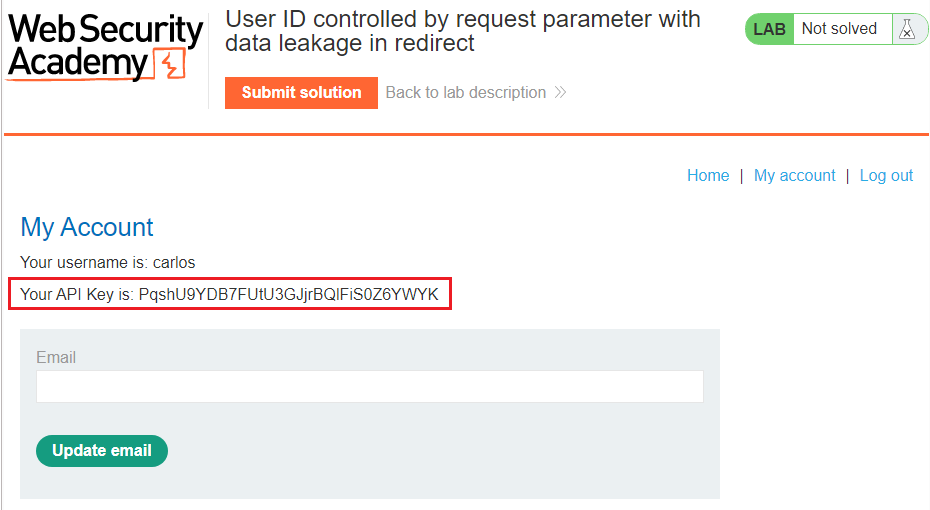 Web Security
Academy
User ID controlled by request parameter with
data leakage in redirect
LAB Not solved
Submit solution Back to lab description
Home | My account | Log out
My Account
Your username is: carlos
Your API Key is: PqshU9YDB7FUtU3GJjrBQlFiS0Z6YWYK
Email
Update email